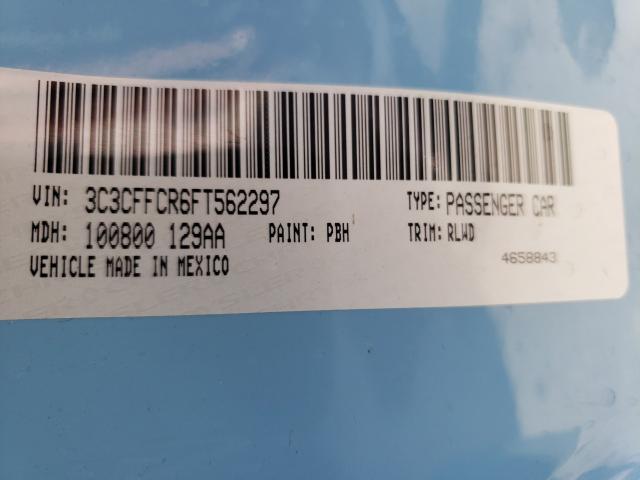 VIN: 3C3CFFCR6FT562297 TYPE: PASSENGER CAR
MDH: 100800 129AA PAINT: PBH TRIM: RLWD
VEHICLE MADE IN MEXICO 4658843